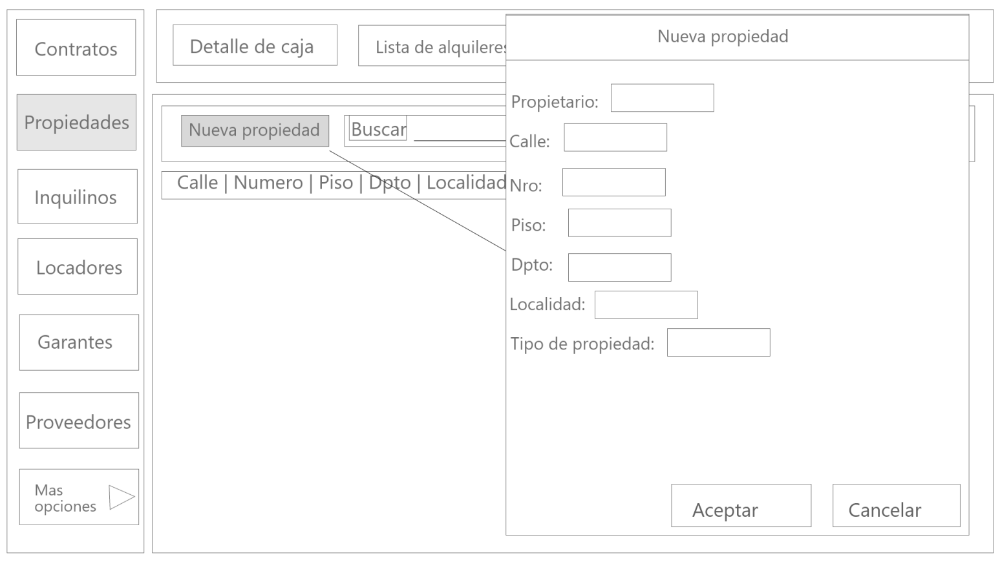 Contratos
Propiedades
Inquilinos
Locadores
Garantes
Proveedores
Mas
opciones
Detalle de caja
Lista de alquileres
Nueva propiedad
Buscar
Calle | Numero | Piso | Dpto | Localidad
Nueva propiedad
Propietario:
Calle:
Nro:
Piso:
Dpto:
Localidad:
Tipo de propiedad:
Aceptar
Cancelar